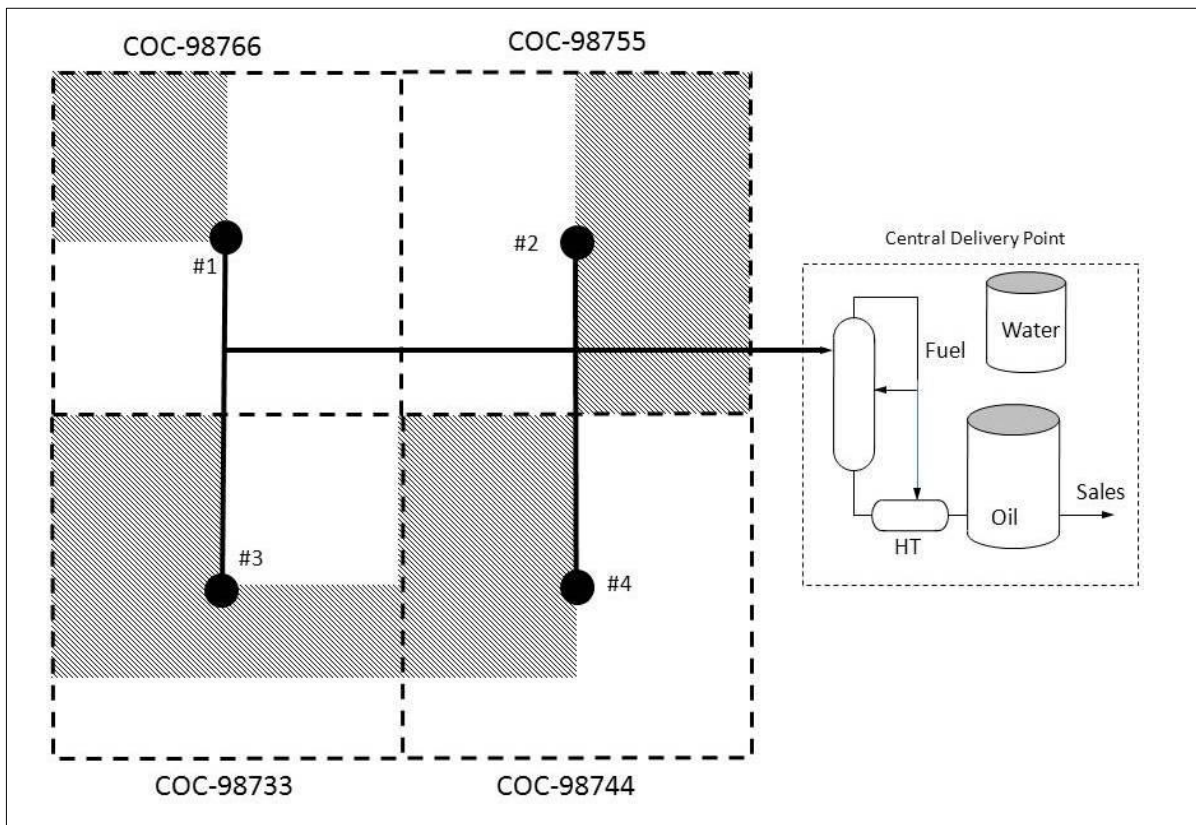 COC-98766
COC-98755
#1
#2
Central Delivery Point
Water
Fuel
Sales
Oil
HT
#3
#4
COC-98733
COC-98744